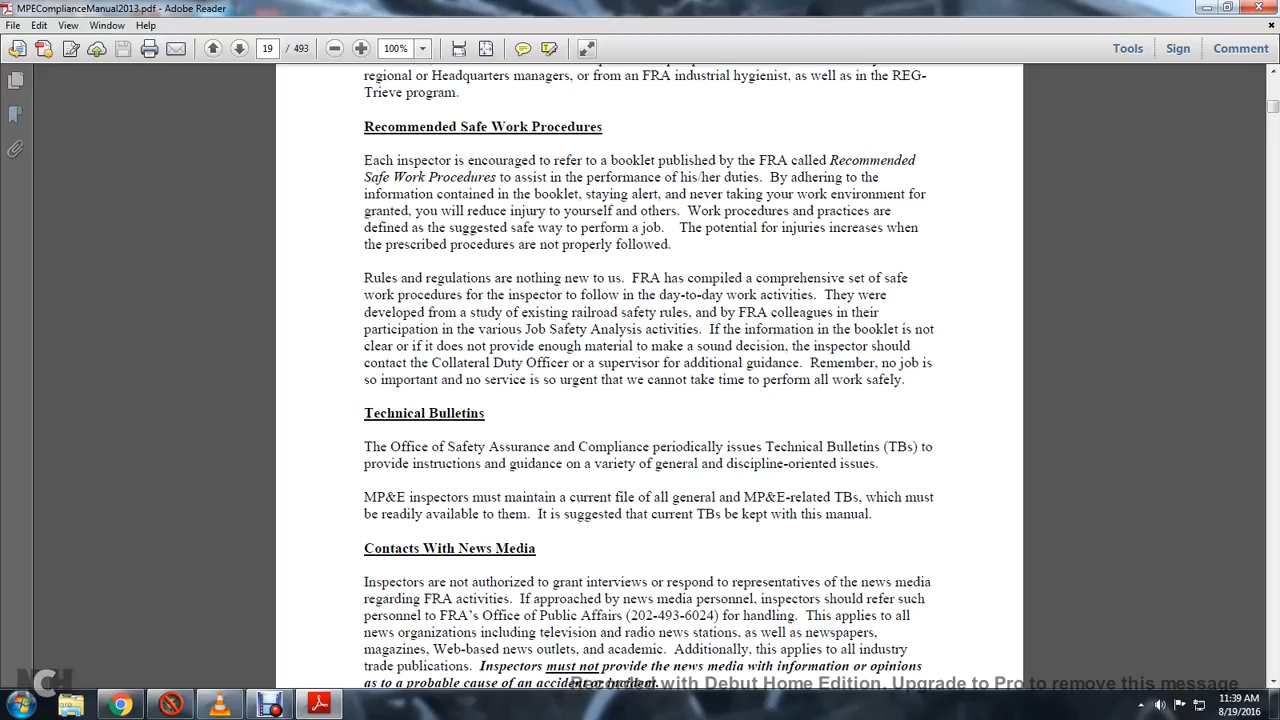 MPEComplianceManual2013.pdf - Adobe Reader
File Edit View Window Help
19 / 493 100% Tools Sign Comment
regional or Headquarters managers, or from an FRA industrial hygienist, as well as in the REG-
Trieve program.
Recommended Safe Work Procedures
Each inspector is encouraged to refer to a booklet published by the FRA called Recommended
Safe Work Procedures to assist in the performance of his/her duties. By adhering to the
information contained in the booklet, staying alert, and never taking your work environment for
granted, you will reduce injury to yourself and others. Work procedures and practices are
defined as the suggested safe way to perform a job. The potential for injuries increases when
the prescribed procedures are not properly followed.
Rules and regulations are nothing new to us. FRA has compiled a comprehensive set of safe
work procedures for the inspector to follow in the day-to-day work activities. They were
developed from a study of existing railroad safety rules, and by FRA colleagues in their
participation in the various Job Safety Analysis activities. If the information in the booklet is not
clear or if it does not provide enough material to make a sound decision, the inspector should
contact the Collateral Duty Officer or a supervisor for additional guidance. Remember, no job is
so important and no service is so urgent that we cannot take time to perform all work safely.
Technical Bulletins
The Office of Safety Assurance and Compliance periodically issues Technical Bulletins (TBs) to
provide instructions and guidance on a variety of general and discipline-oriented issues.
MP&E inspectors must maintain a current file of all general and MP&E-related TBs, which must
be readily available to them. It is suggested that current TBs be kept with this manual.
Contacts With News Media
Inspectors are not authorized to grant interviews or respond to representatives of the news media
regarding FRA activities. If approached by news media personnel, inspectors should refer such
personnel to FRA's Office of Public Affairs (202-493-6024) for handling. This applies to all
news organizations including television and radio news stations, as well as newspapers,
magazines, Web-based news outlets, and academic. Additionally, this applies to all industry
trade publications. Inspectors must not provide the news media with information or opinions
as to a probable cause of an accident or incident.
with Debut Home Edition. Upgrade to Pro to remove this message
NCH
11:39 AM
8/19/2016